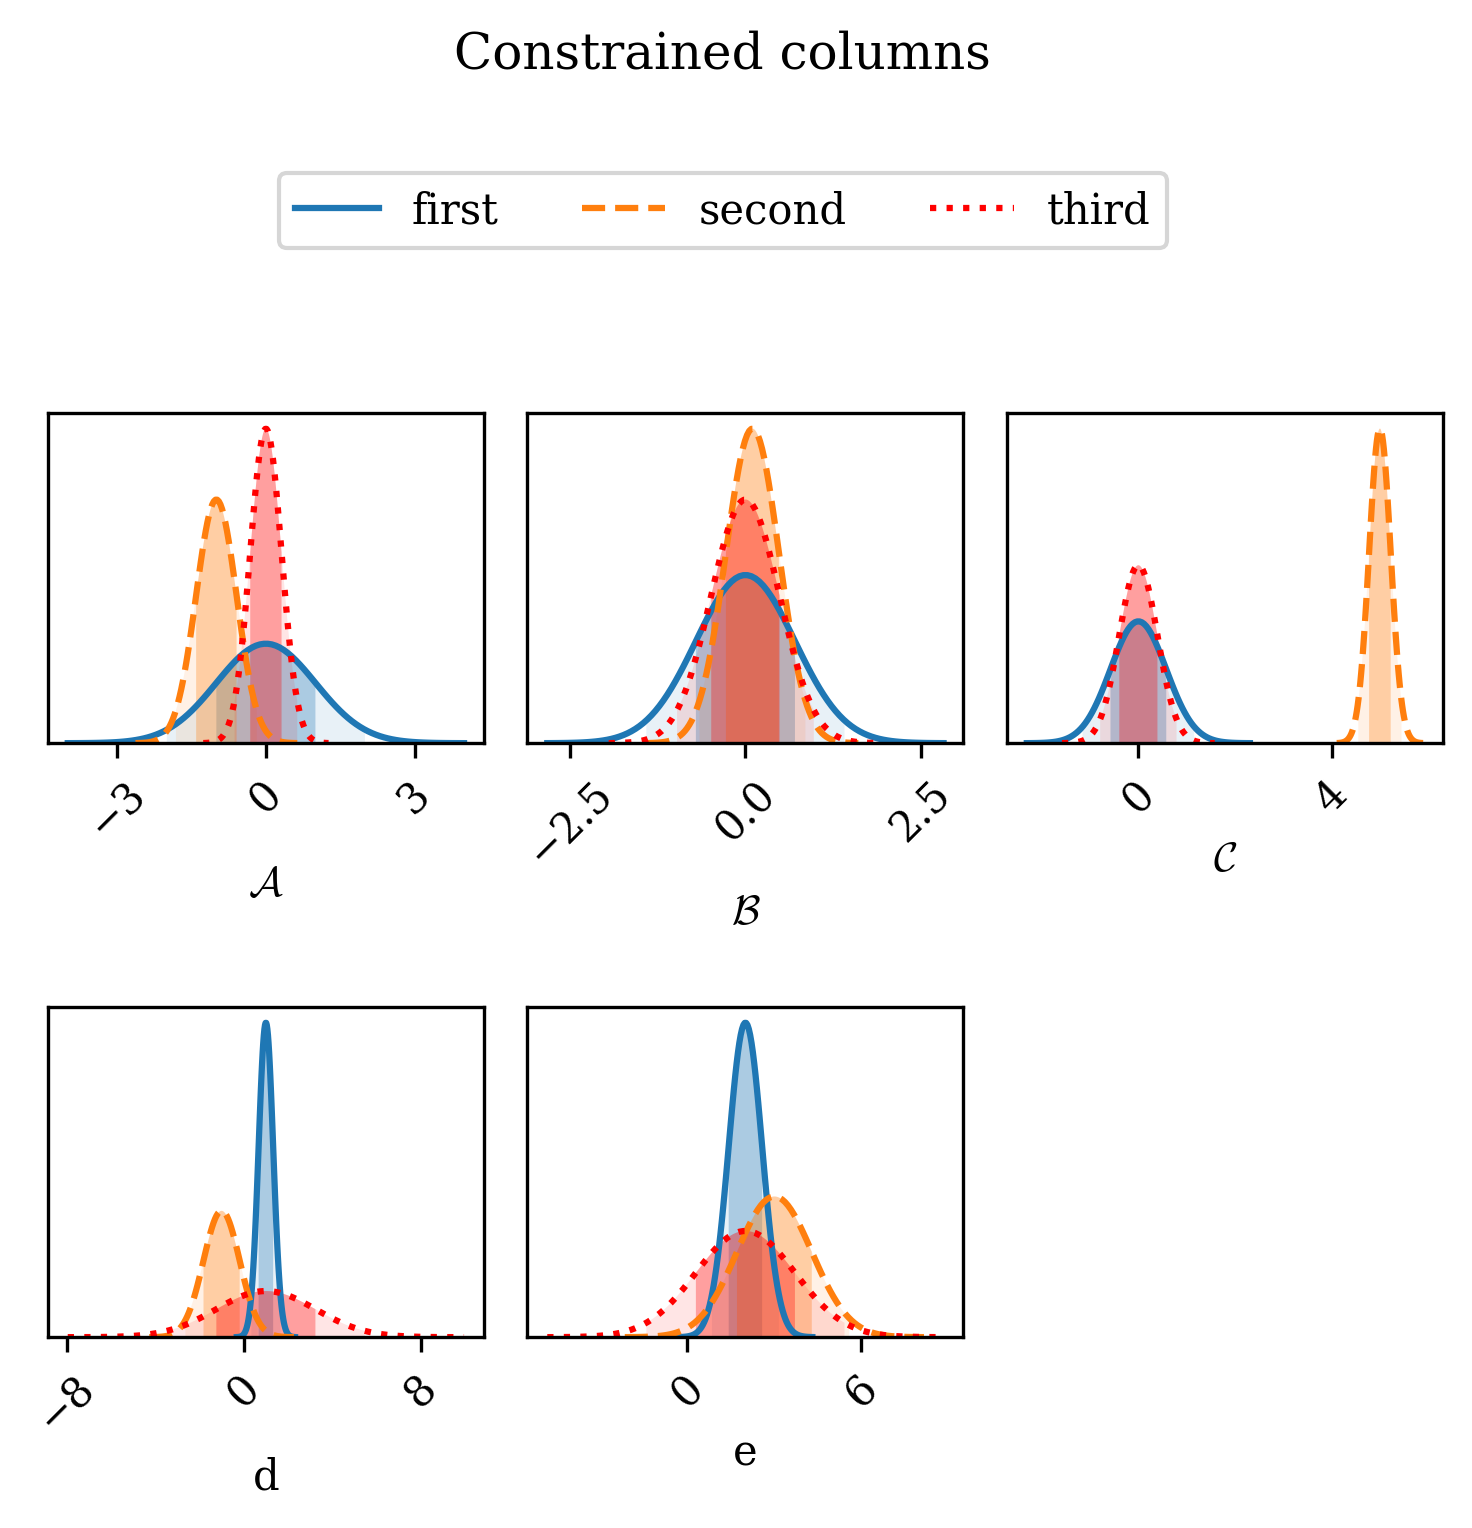 Constrained columns
first second third
−3 0 3
𝒜
−2.5 0.0 2.5
ℬ
0 4
𝒞
−8 0 8
d
0 6
e